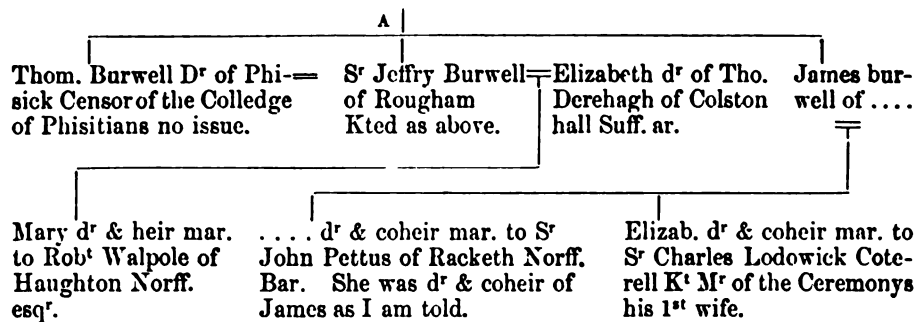 A
Thom. Burwell Dʳ of Phi-
sick Censor of the Colledge
of Phisitians no issue.
Sʳ Jeffry Burwell
of Rougham
Kted as above.
Elizabeth dʳ of Tho.
Derehagh of Colston
hall Suff. ar.
James bur-
well of ....
Mary dʳ & heir mar.
to Robᵗ Walpole of
Haughton Norff.
esqʳ.
.... dʳ & coheir mar. to Sʳ
John Pettus of Racketh Norff.
Bar. She was dʳ & coheir of
James as I am told.
Elizab. dʳ & coheir mar. to
Sʳ Charles Lodowick Cote-
rell Kᵗ Mʳ of the Ceremonys
his 1ˢᵗ wife.